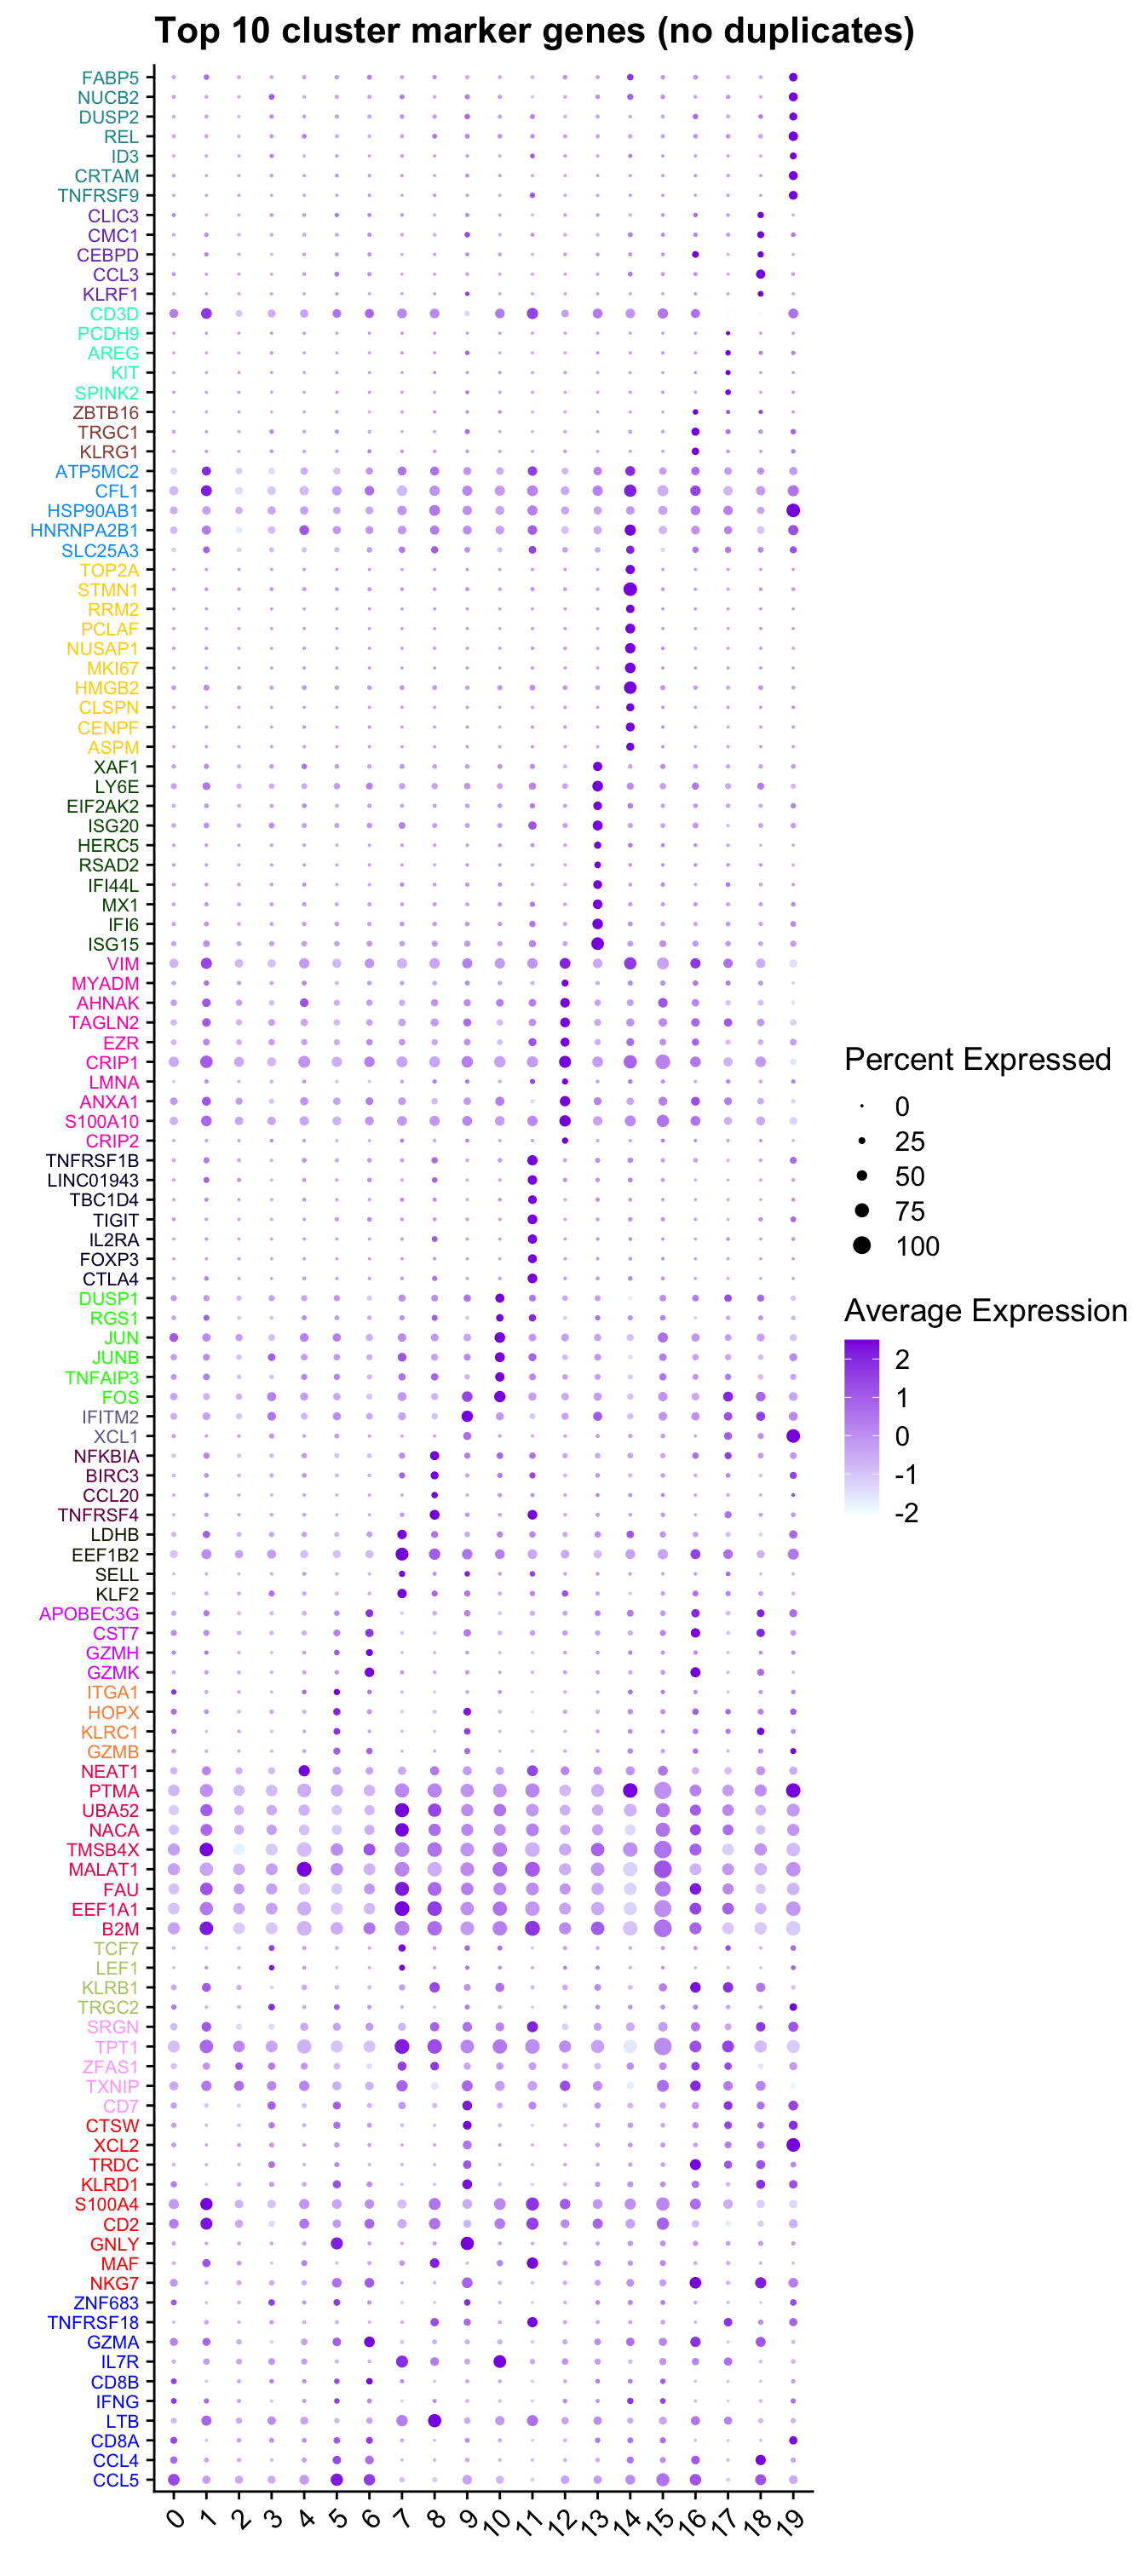 Top 10 cluster marker genes (no duplicates)
FABP5
NUCB2
DUSP2
REL
ID3
CRTAM
TNFRSF9
CLIC3
CMC1
CEBPD
CCL3
KLRF1
CD3D
PCDH9
AREG
KIT
SPINK2
ZBTB16
TRGC1
KLRG1
ATP5MC2
CFL1
HSP90AB1
HNRNPA2B1
SLC25A3
TOP2A
STMN1
RRM2
PCLAF
NUSAP1
MKI67
HMGB2
CLSPN
CENPF
ASPM
XAF1
LY6E
EIF2AK2
ISG20
HERC5
RSAD2
IFI44L
MX1
IFI6
ISG15
VIM
MYADM
AHNAK
TAGLN2
EZR
CRIP1
LMNA
ANXA1
S100A10
CRIP2
TNFRSF1B
LINC01943
TBC1D4
TIGIT
IL2RA
FOXP3
CTLA4
DUSP1
RGS1
JUN
JUNB
TNFAIP3
FOS
IFITM2
XCL1
NFKBIA
BIRC3
CCL20
TNFRSF4
LDHB
EEF1B2
SELL
KLF2
APOBEC3G
CST7
GZMH
GZMK
ITGA1
HOPX
KLRC1
GZMB
NEAT1
PTMA
UBA52
NACA
TMSB4X
MALAT1
FAU
EEF1A1
B2M
TCF7
LEF1
KLRB1
TRGC2
SRGN
TPT1
ZFAS1
TXNIP
CD7
CTSW
XCL2
TRDC
KLRD1
S100A4
CD2
GNLY
MAF
NKG7
ZNF683
TNFRSF18
GZMA
IL7R
CD8B
IFNG
LTB
CD8A
CCL4
CCL5
0 1 2 3 4 5 6 7 8 9 10 11 12 13 14 15 16 17 18 19
Percent Expressed
0
25
50
75
100
Average Expression
2
1
0
-1
-2